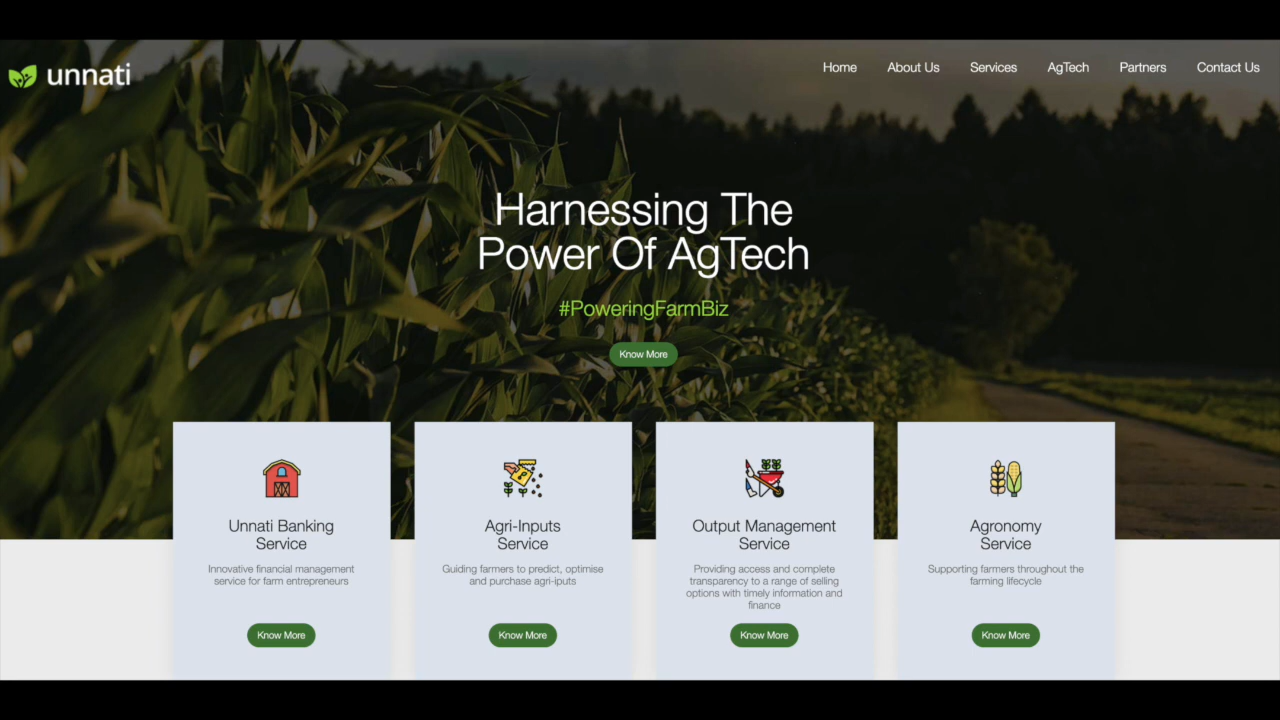 unnati
Home
About Us
Services
AgTech
Partners
Contact Us
Harnessing The
Power Of AgTech
#PoweringFarmBiz
Know More
Unnati Banking
Service
Innovative financial management
service for farm entrepreneurs
Know More
Agri-Inputs
Service
Guiding farmers to predict, optimise
and purchase agri-iputs
Know More
Output Management
Service
Providing access and complete
transparency to a range of selling
options with timely information and
finance
Know More
Agronomy
Service
Supporting farmers throughout the
farming lifecycle
Know More